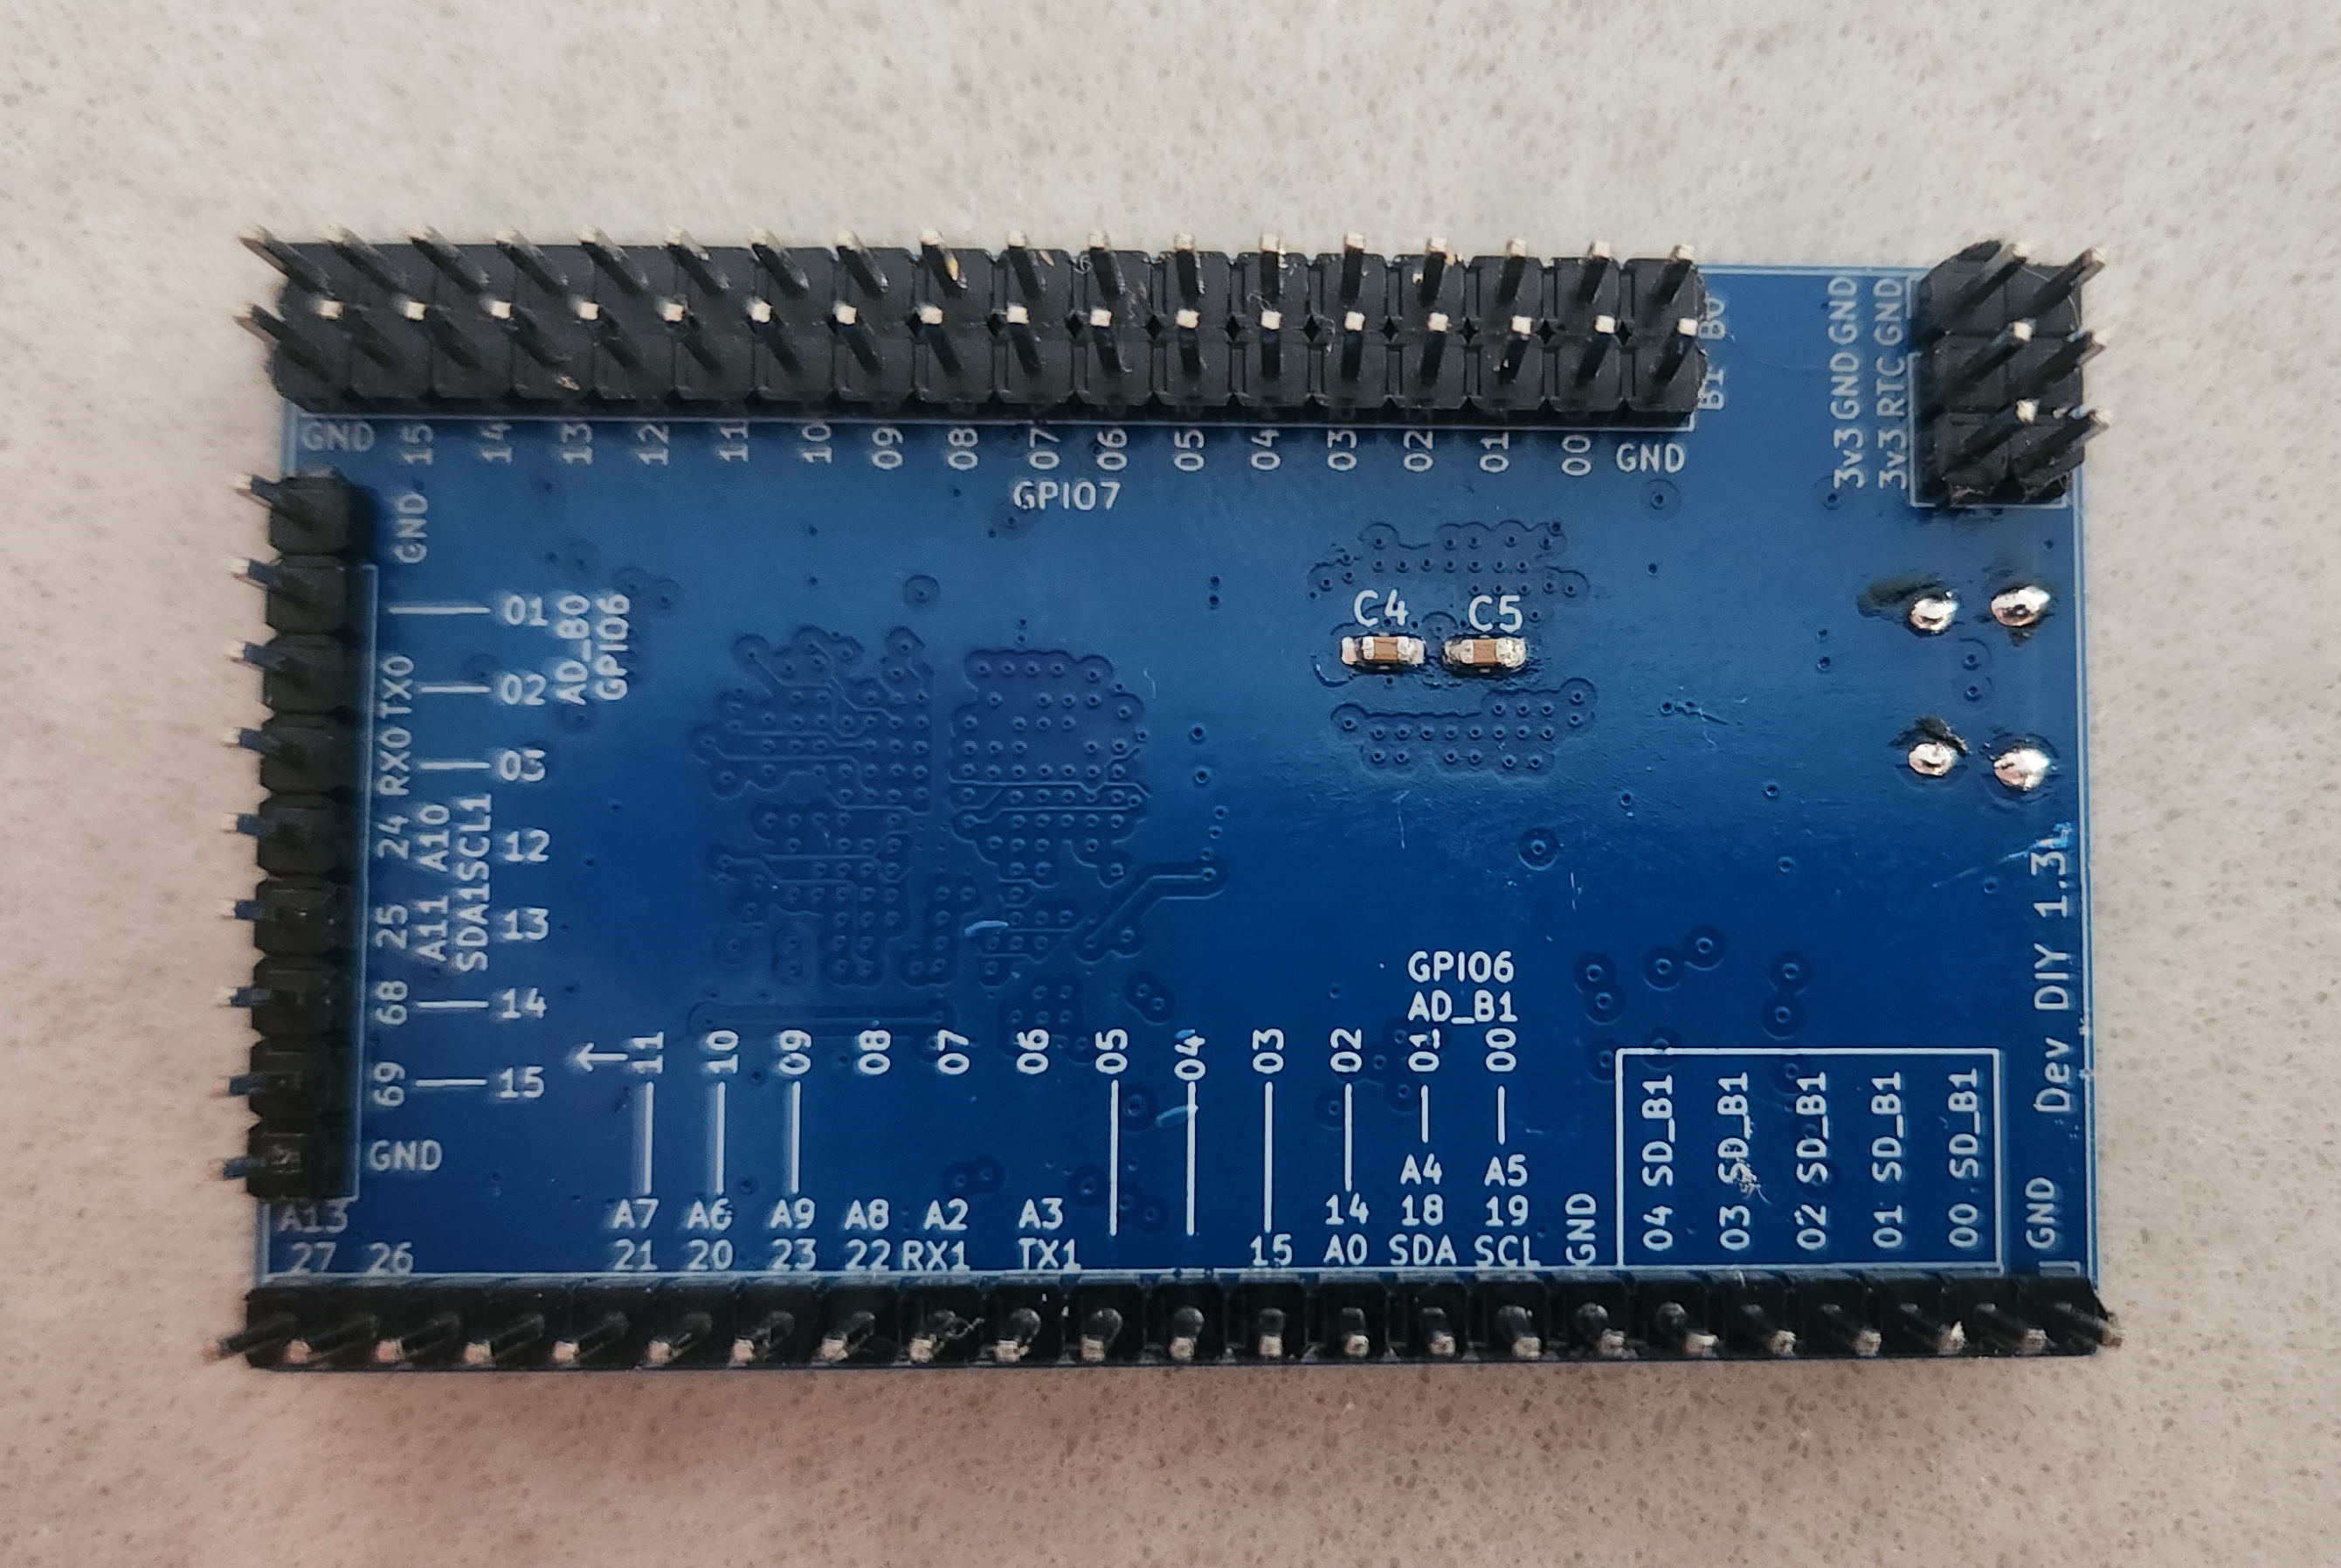 B0
B1
GND 15 14 13 12 11 10 09 08 07 06 05 04 03 02 01 00 GND
GPIO7
3v3 GND GND
3v3 RTC GND
GND
01
02
03
12
13
14
15
AD_B0
GPIO6
RX0 TX0
24
A10
SCL1
25
A11
SDA1
68
69
GND
C4 C5
GPIO6
AD_B1
11 10 09 08 07 06 05 04 03 02 01 00
A7 A6 A9 A8 A2 A3 A4 A5
21 20 23 22 RX1 TX1 15 14 18 19
A0 SDA SCL
A13
27 26
GND
04 SD_B1
03 SD_B1
02 SD_B1
01 SD_B1
00 SD_B1
GND
Dev DIY 1.3